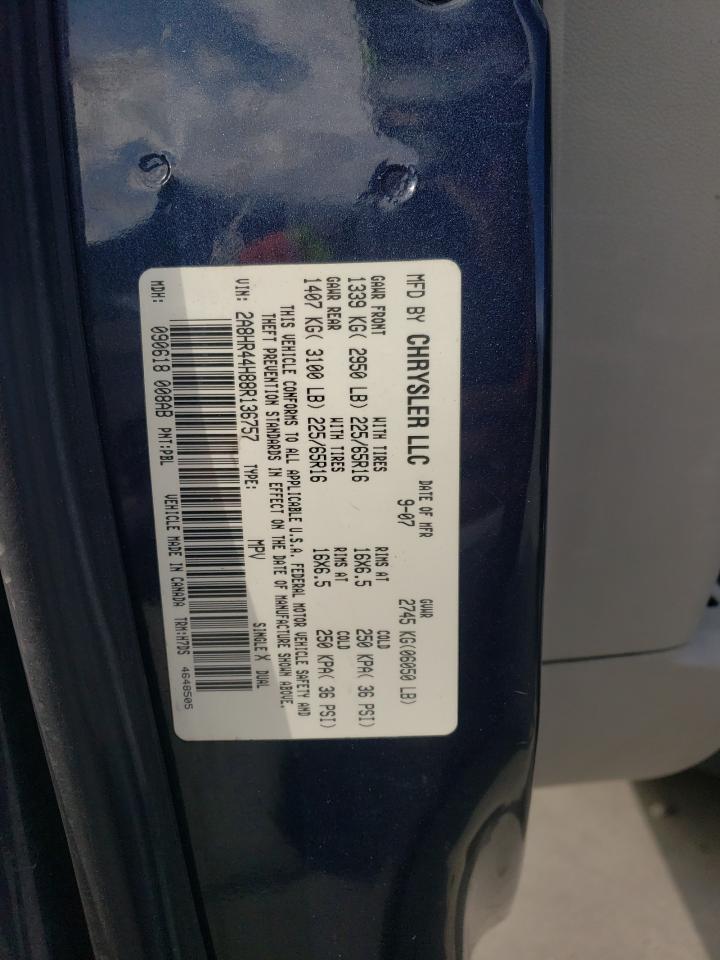 MFD BY CHRYSLER LLC DATE OF MFR 9-07 GVWR 2745 KG(06050 LB)
GAWR FRONT WITH TIRES RIMS AT COLD
1339 KG( 2950 LB) 225/65R16 16X6.5 250 KPA( 36 PSI)
GAWR REAR WITH TIRES RIMS AT COLD
1407 KG( 3100 LB) 225/65R16 16X6.5 250 KPA( 36 PSI)
THIS VEHICLE CONFORMS TO ALL APPLICABLE U.S.A. FEDERAL MOTOR VEHICLE SAFETY AND
THEFT PREVENTION STANDARDS IN EFFECT ON THE DATE OF MANUFACTURE SHOWN ABOVE.
VIN: 2A8HR44H88R136757 TYPE: MPV SINGLE X DUAL
MDH: 090618 008AB PNT:PBL VEHICLE MADE IN CANADA TRM:H7DS 4648505